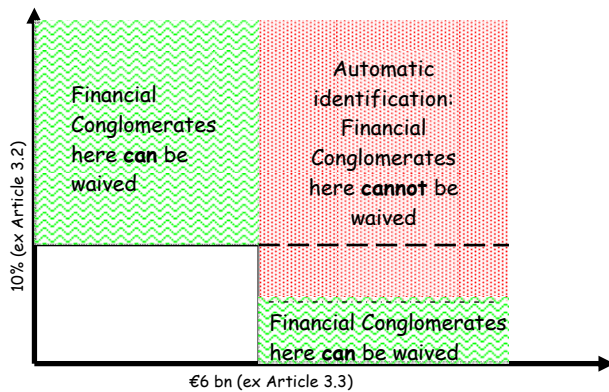 Financial
Conglomerates
here can be
waived
Automatic
identification:
Financial
Conglomerates
here cannot be
waived
10% (ex Article 3.2)
Financial Conglomerates
here can be waived
€6 bn (ex Article 3.3)